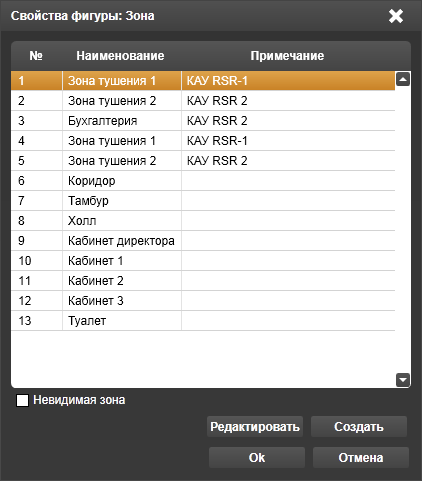 Свойства фигуры: Зона
№ Наименование Примечание
1 Зона тушения 1 КАУ RSR-1
2 Зона тушения 2 КАУ RSR 2
3 Бухгалтерия КАУ RSR 2
4 Зона тушения 1 КАУ RSR-1
5 Зона тушения 2 КАУ RSR 2
6 Коридор
7 Тамбур
8 Холл
9 Кабинет директора
10 Кабинет 1
11 Кабинет 2
12 Кабинет 3
13 Туалет
Невидимая зона
Редактировать Создать
Ok Отмена